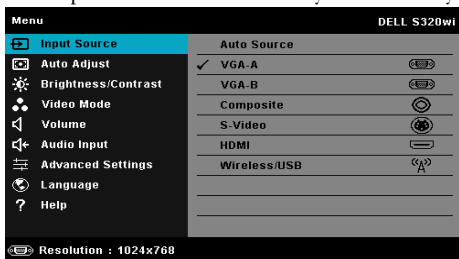 Menu DELL S320wi
Input Source Auto Source
Auto Adjust VGA-A
Brightness/Contrast VGA-B
Video Mode Composite
Volume S-Video
Audio Input HDMI
Advanced Settings Wireless/USB
Language
? Help
Resolution : 1024x768